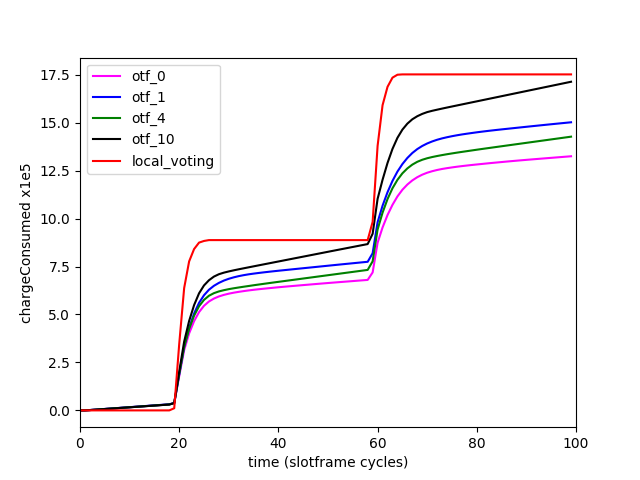 otf_0
otf_1
otf_4
otf_10
local_voting
chargeConsumed x1e5
17.5
15.0
12.5
10.0
7.5
5.0
2.5
0.0
0 20 40 60 80 100
time (slotframe cycles)